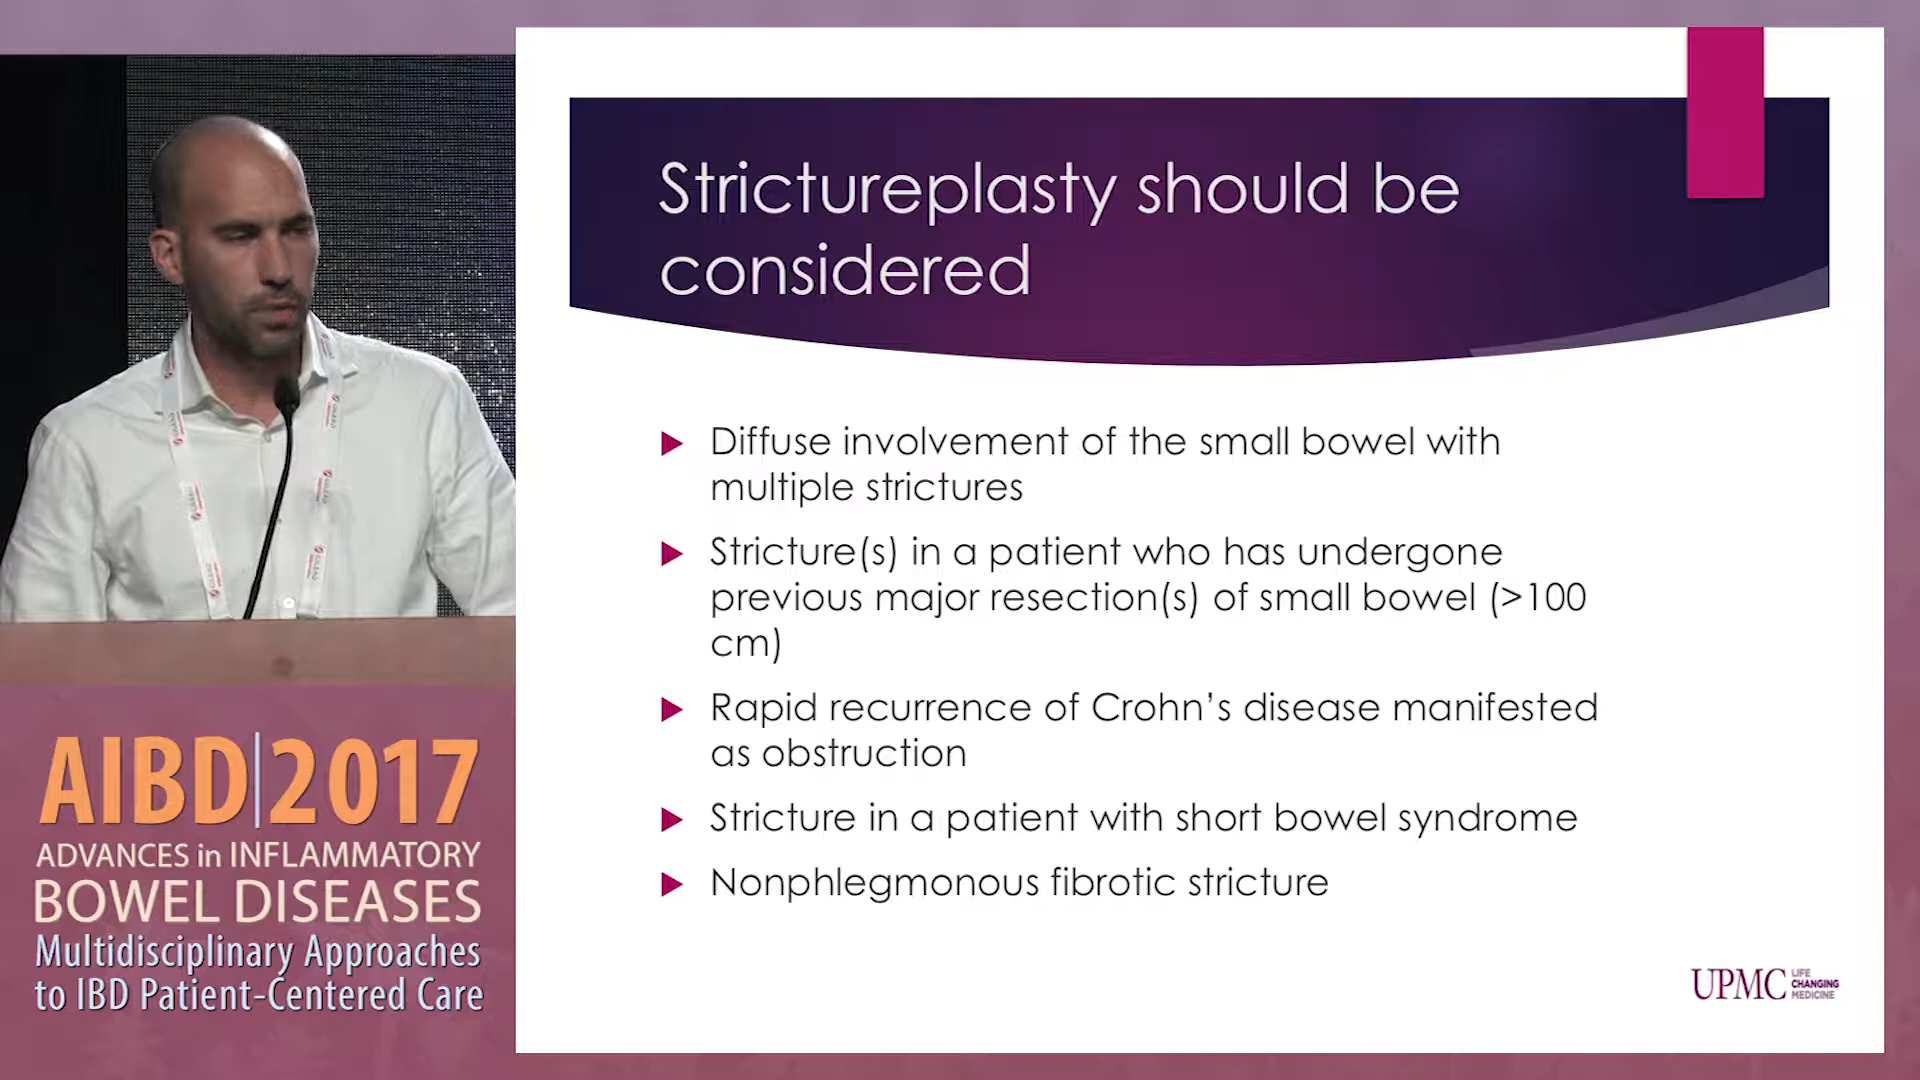 Strictureplasty should be
considered
Diffuse involvement of the small bowel with
multiple strictures
Stricture(s) in a patient who has undergone
previous major resection(s) of small bowel (>100
cm)
Rapid recurrence of Crohn’s disease manifested
as obstruction
Stricture in a patient with short bowel syndrome
Nonphlegmonous fibrotic stricture
UPMC
LIFE
CHANGING
MEDICINE
AIBD|2017
ADVANCES in INFLAMMATORY
BOWEL DISEASES
Multidisciplinary Approaches
to IBD Patient-Centered Care